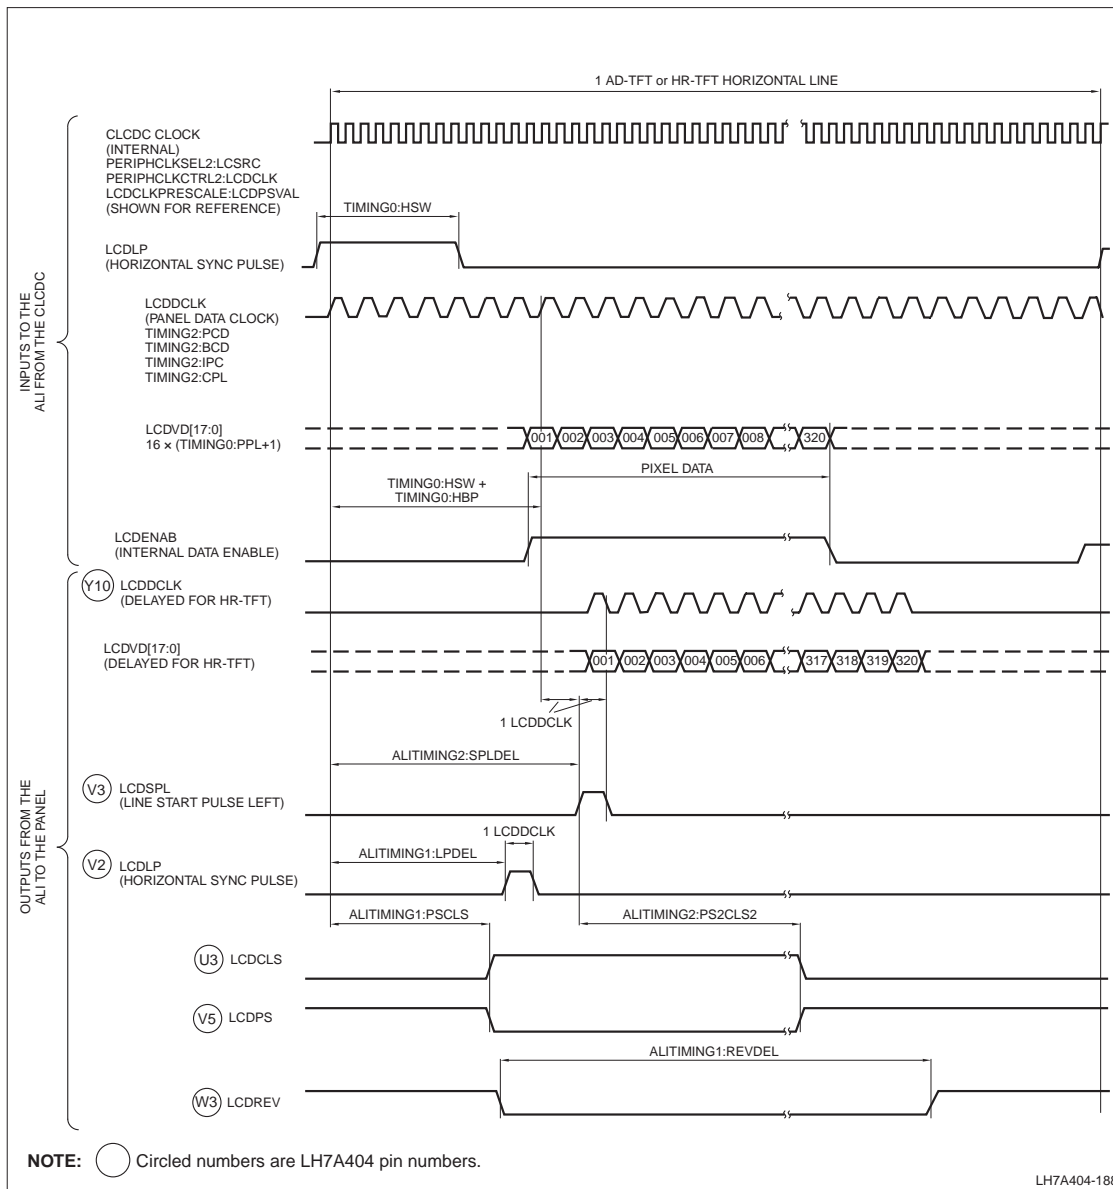 1 AD-TFT or HR-TFT HORIZONTAL LINE
INPUTS TO THE
ALI FROM THE CLCDC
CLCDC CLOCK
(INTERNAL)
PERIPHCLKSEL2:LCSRC
PERIPHCLKCTRL2:LCDCLK
LCDCLKPRESCALE:LCDPSVAL
(SHOWN FOR REFERENCE)
TIMING0:HSW
LCDLP
(HORIZONTAL SYNC PULSE)
LCDDCLK
(PANEL DATA CLOCK)
TIMING2:PCD
TIMING2:BCD
TIMING2:IPC
TIMING2:CPL
LCDVD[17:0]
16 × (TIMING0:PPL+1)
001 002 003 004 005 006 007 008 320
PIXEL DATA
TIMING0:HSW +
TIMING0:HBP
LCDENAB
(INTERNAL DATA ENABLE)
OUTPUTS FROM THE
ALI TO THE PANEL
Y10 LCDDCLK
(DELAYED FOR HR-TFT)
LCDVD[17:0]
(DELAYED FOR HR-TFT)
001 002 003 004 005 006 317 318 319 320
1 LCDDCLK
ALITIMING2:SPLDEL
V3 LCDSPL
(LINE START PULSE LEFT)
1 LCDDCLK
ALITIMING1:LPDEL
V2 LCDLP
(HORIZONTAL SYNC PULSE)
ALITIMING1:PSCLS
ALITIMING2:PS2CLS2
U3 LCDCLS
V5 LCDPS
ALITIMING1:REVDEL
W3 LCDREV
NOTE: Circled numbers are LH7A404 pin numbers.
LH7A404-188